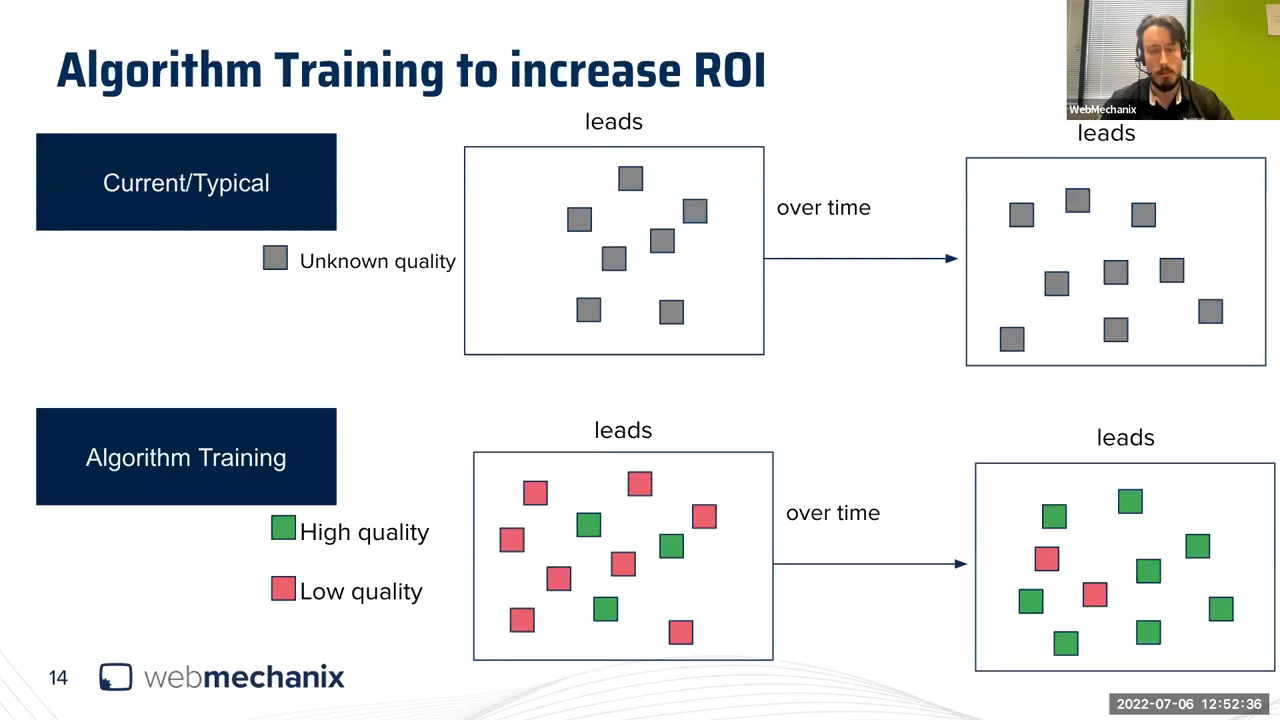 Algorithm Training to increase ROI
WebMechanix
Current/Typical
Unknown quality
leads
over time
leads
Algorithm Training
High quality
Low quality
leads
over time
leads
14
webmechanix
2022-07-06 12:52:36